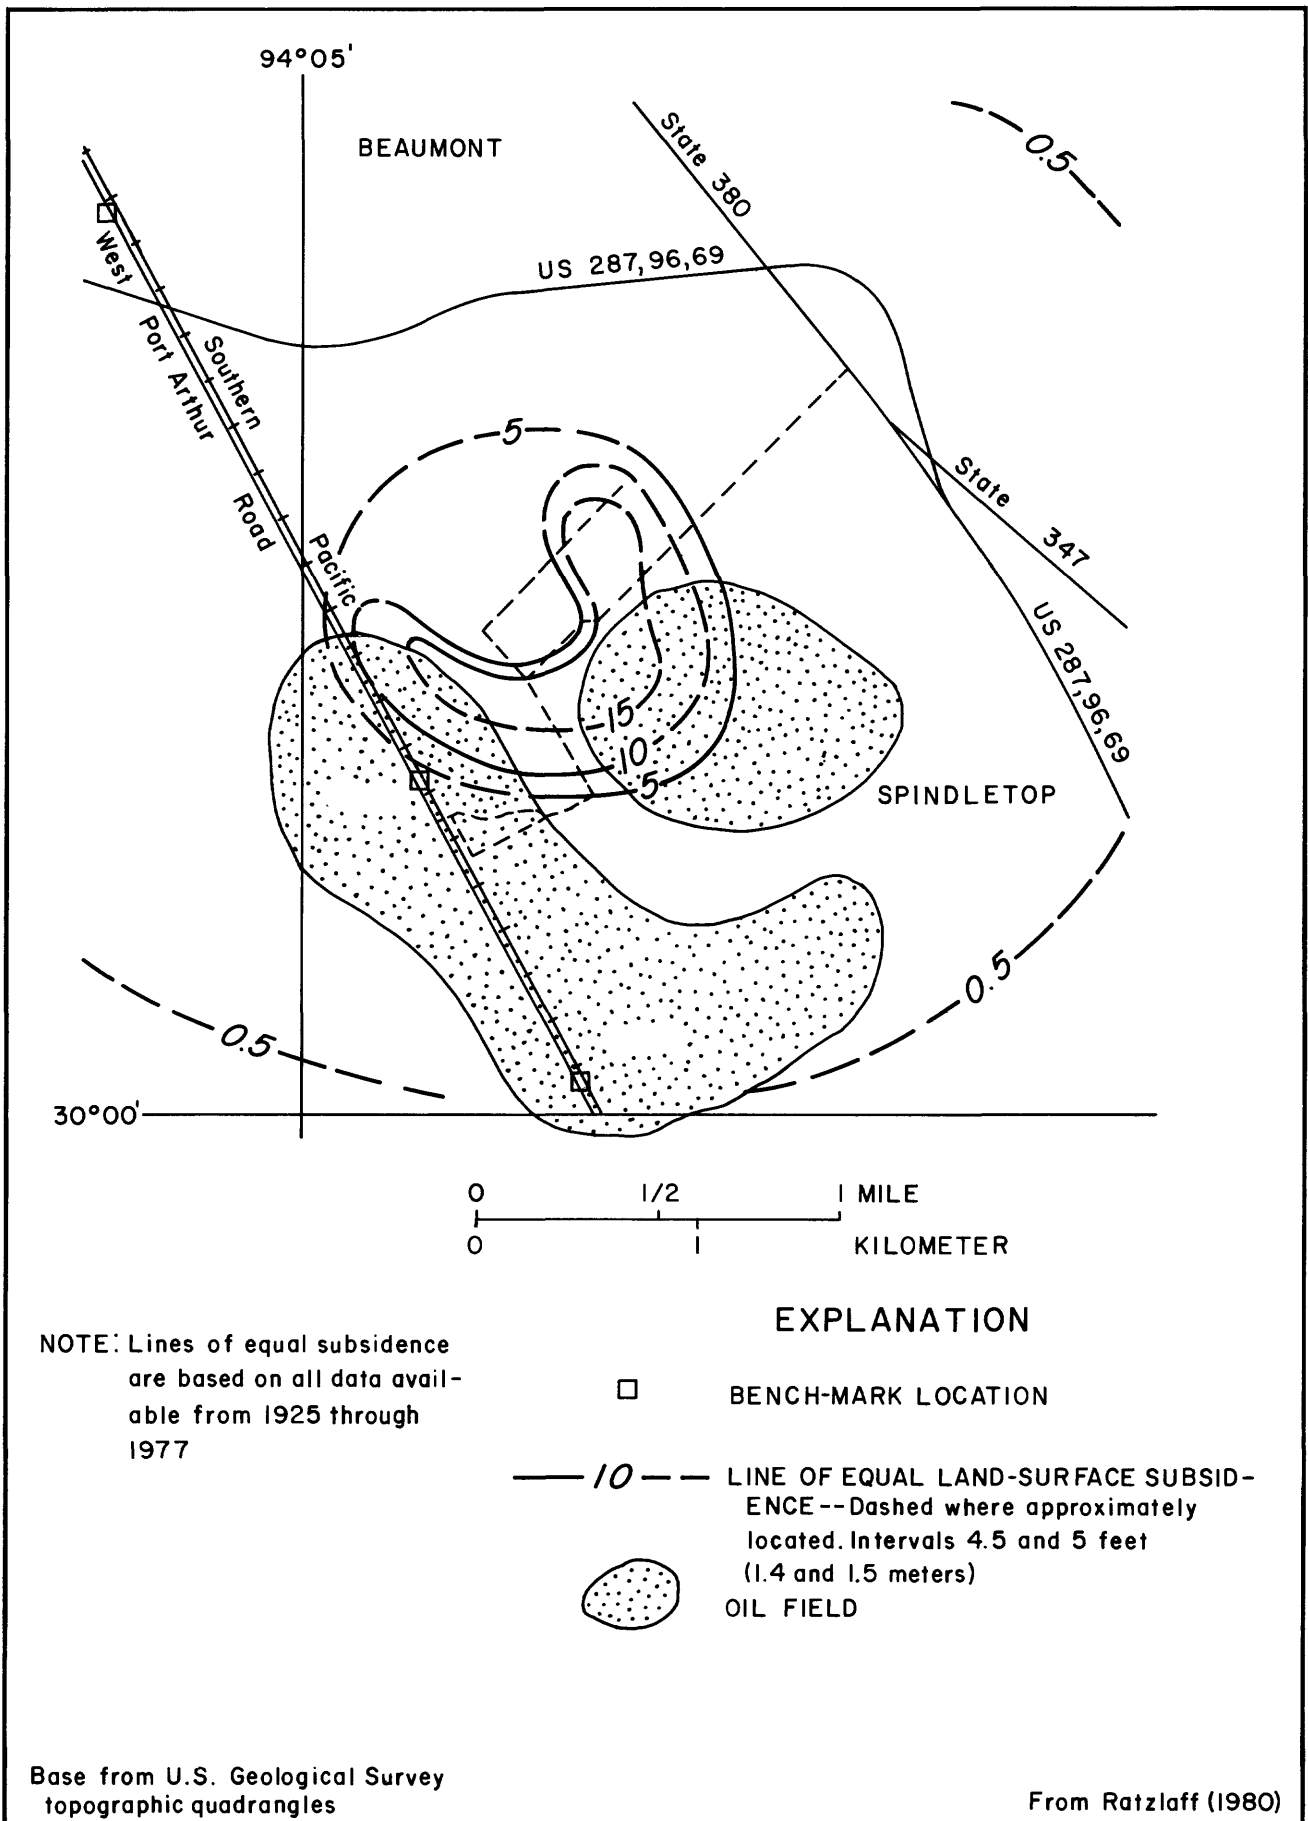 94°05'
BEAUMONT
State 380
0.5
US 287,96,69
West Port Arthur Road
Southern Pacific
5
State 347
US 287,96,69
15
10
5
SPINDLETOP
0.5
0.5
30°00'
0 1/2 1 MILE
0 1 KILOMETER
EXPLANATION
NOTE: Lines of equal subsidence
are based on all data avail-
able from 1925 through
1977
BENCH-MARK LOCATION
10 LINE OF EQUAL LAND-SURFACE SUBSID-
ENCE--Dashed where approximately
located. Intervals 4.5 and 5 feet
(1.4 and 1.5 meters)
OIL FIELD
Base from U.S. Geological Survey
topographic quadrangles
From Ratzlaff (1980)